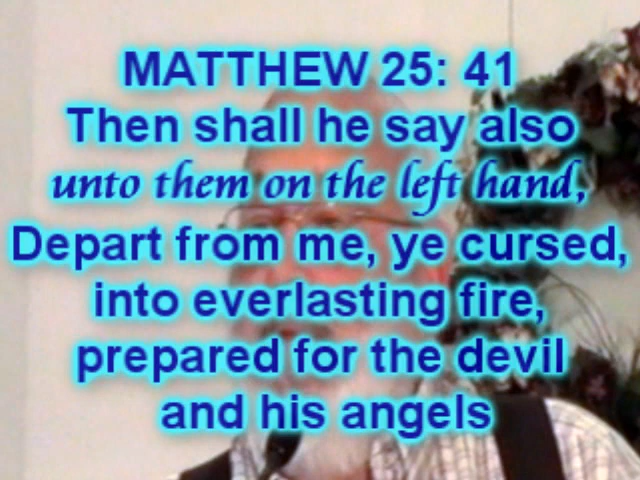 MATTHEW 25: 41
Then shall he say also
unto them on the left hand,
Depart from me, ye cursed,
into everlasting fire,
prepared for the devil
and his angels